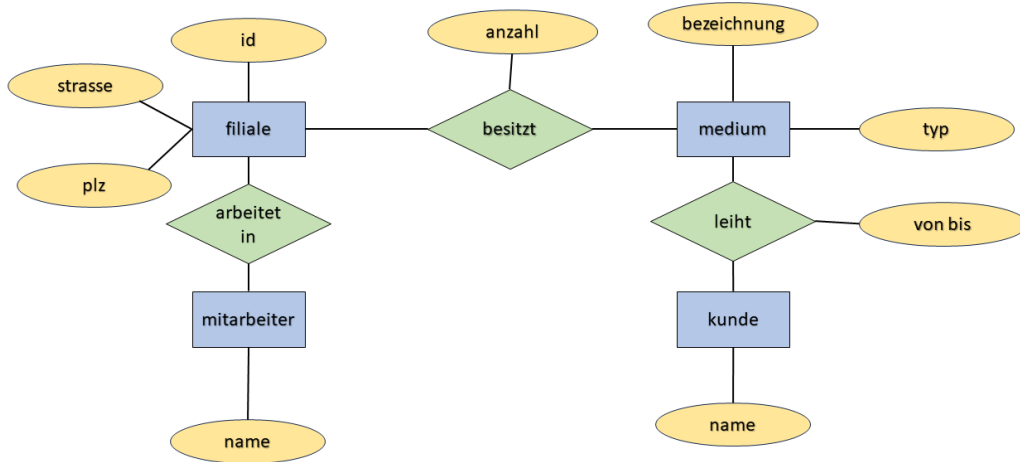 id
anzahl
bezeichnung
strasse
filiale
besitzt
medium
typ
plz
arbeitet
in
leiht
von bis
mitarbeiter
kunde
name
name